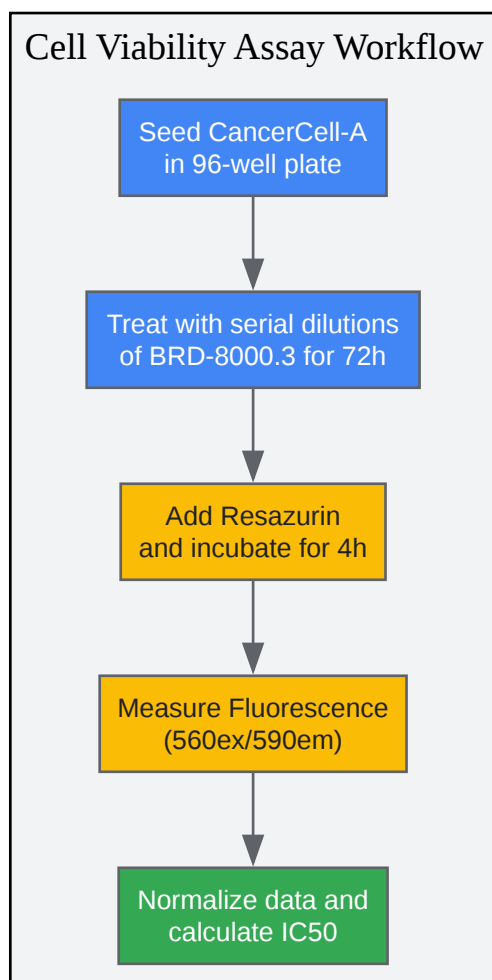 Cell Viability Assay Workflow
Seed CancerCell-A
in 96-well plate
Treat with serial dilutions
of BRD-8000.3 for 72h
Add Resazurin
and incubate for 4h
Measure Fluorescence
(560ex/590em)
Normalize data and
calculate IC50